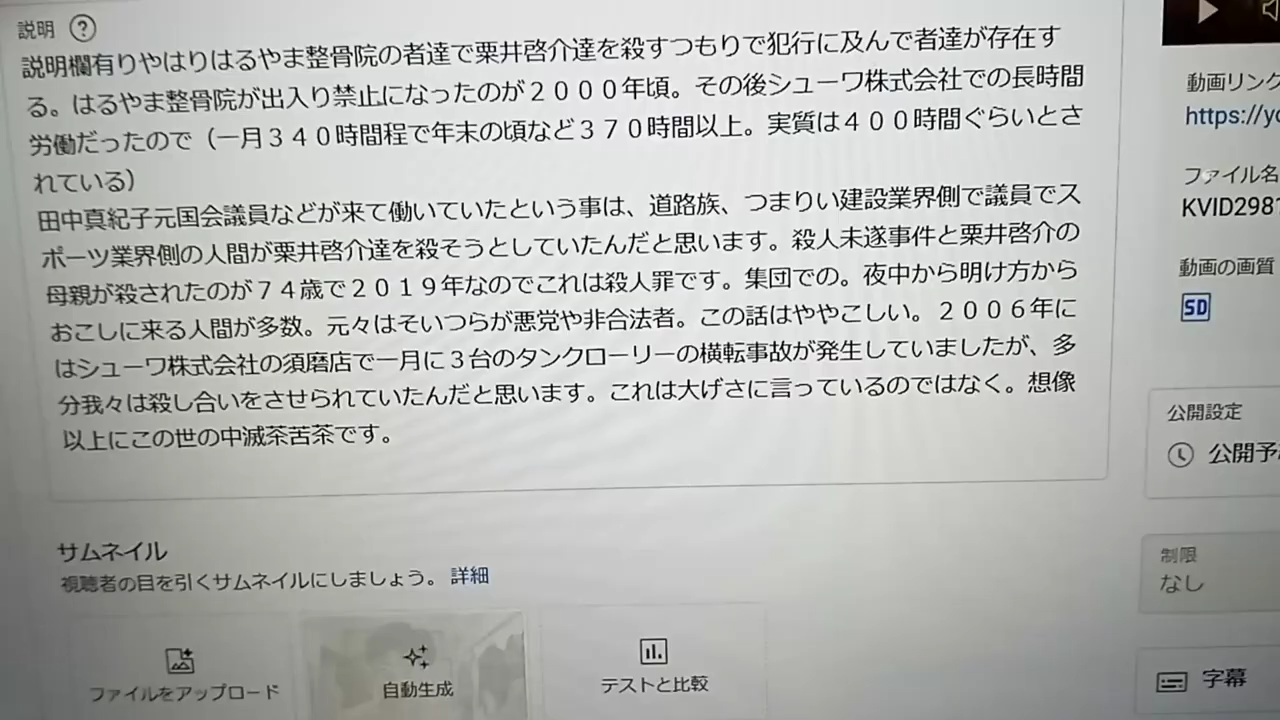 説明 ?
説明欄有りやはりはるやま整骨院の者達で粟井啓介達を殺すつもりで犯行に及んで者達が存在す
る。はるやま整骨院が出入り禁止になったのが２０００年頃。その後シューワ株式会社での長時間
労働だったので（一月３４０時間程で年末の頃など３７０時間以上。実質は４００時間ぐらいとさ
れている）
田中真紀子元国会議員などが来て働いていたという事は、道路族、つまりい建設業界側で議員でス
ポーツ業界側の人間が粟井啓介達を殺そうとしていたんだと思います。殺人未遂事件と粟井啓介の
母親が殺されたのが７４歳で２０１９年なのでこれは殺人罪です。集団での。夜中から明け方から
おこしに来る人間が多数。元々はそいつらが悪党や非合法者。この話はややこしい。２００６年に
はシューワ株式会社の須磨店で一月に３台のタンクローリーの横転事故が発生していましたが、多
分我々は殺し合いをさせられていたんだと思います。これは大げさに言っているのではなく。想像
以上にこの世の中滅茶苦茶です。
サムネイル
視聴者の目を引くサムネイルにしましょう。 詳細
ファイルをアップロード
自動生成
テストと比較
動画リンク
https://yo
ファイル名
KVID2981
動画の画質
SD
公開設定
公開予
制限
なし
字幕